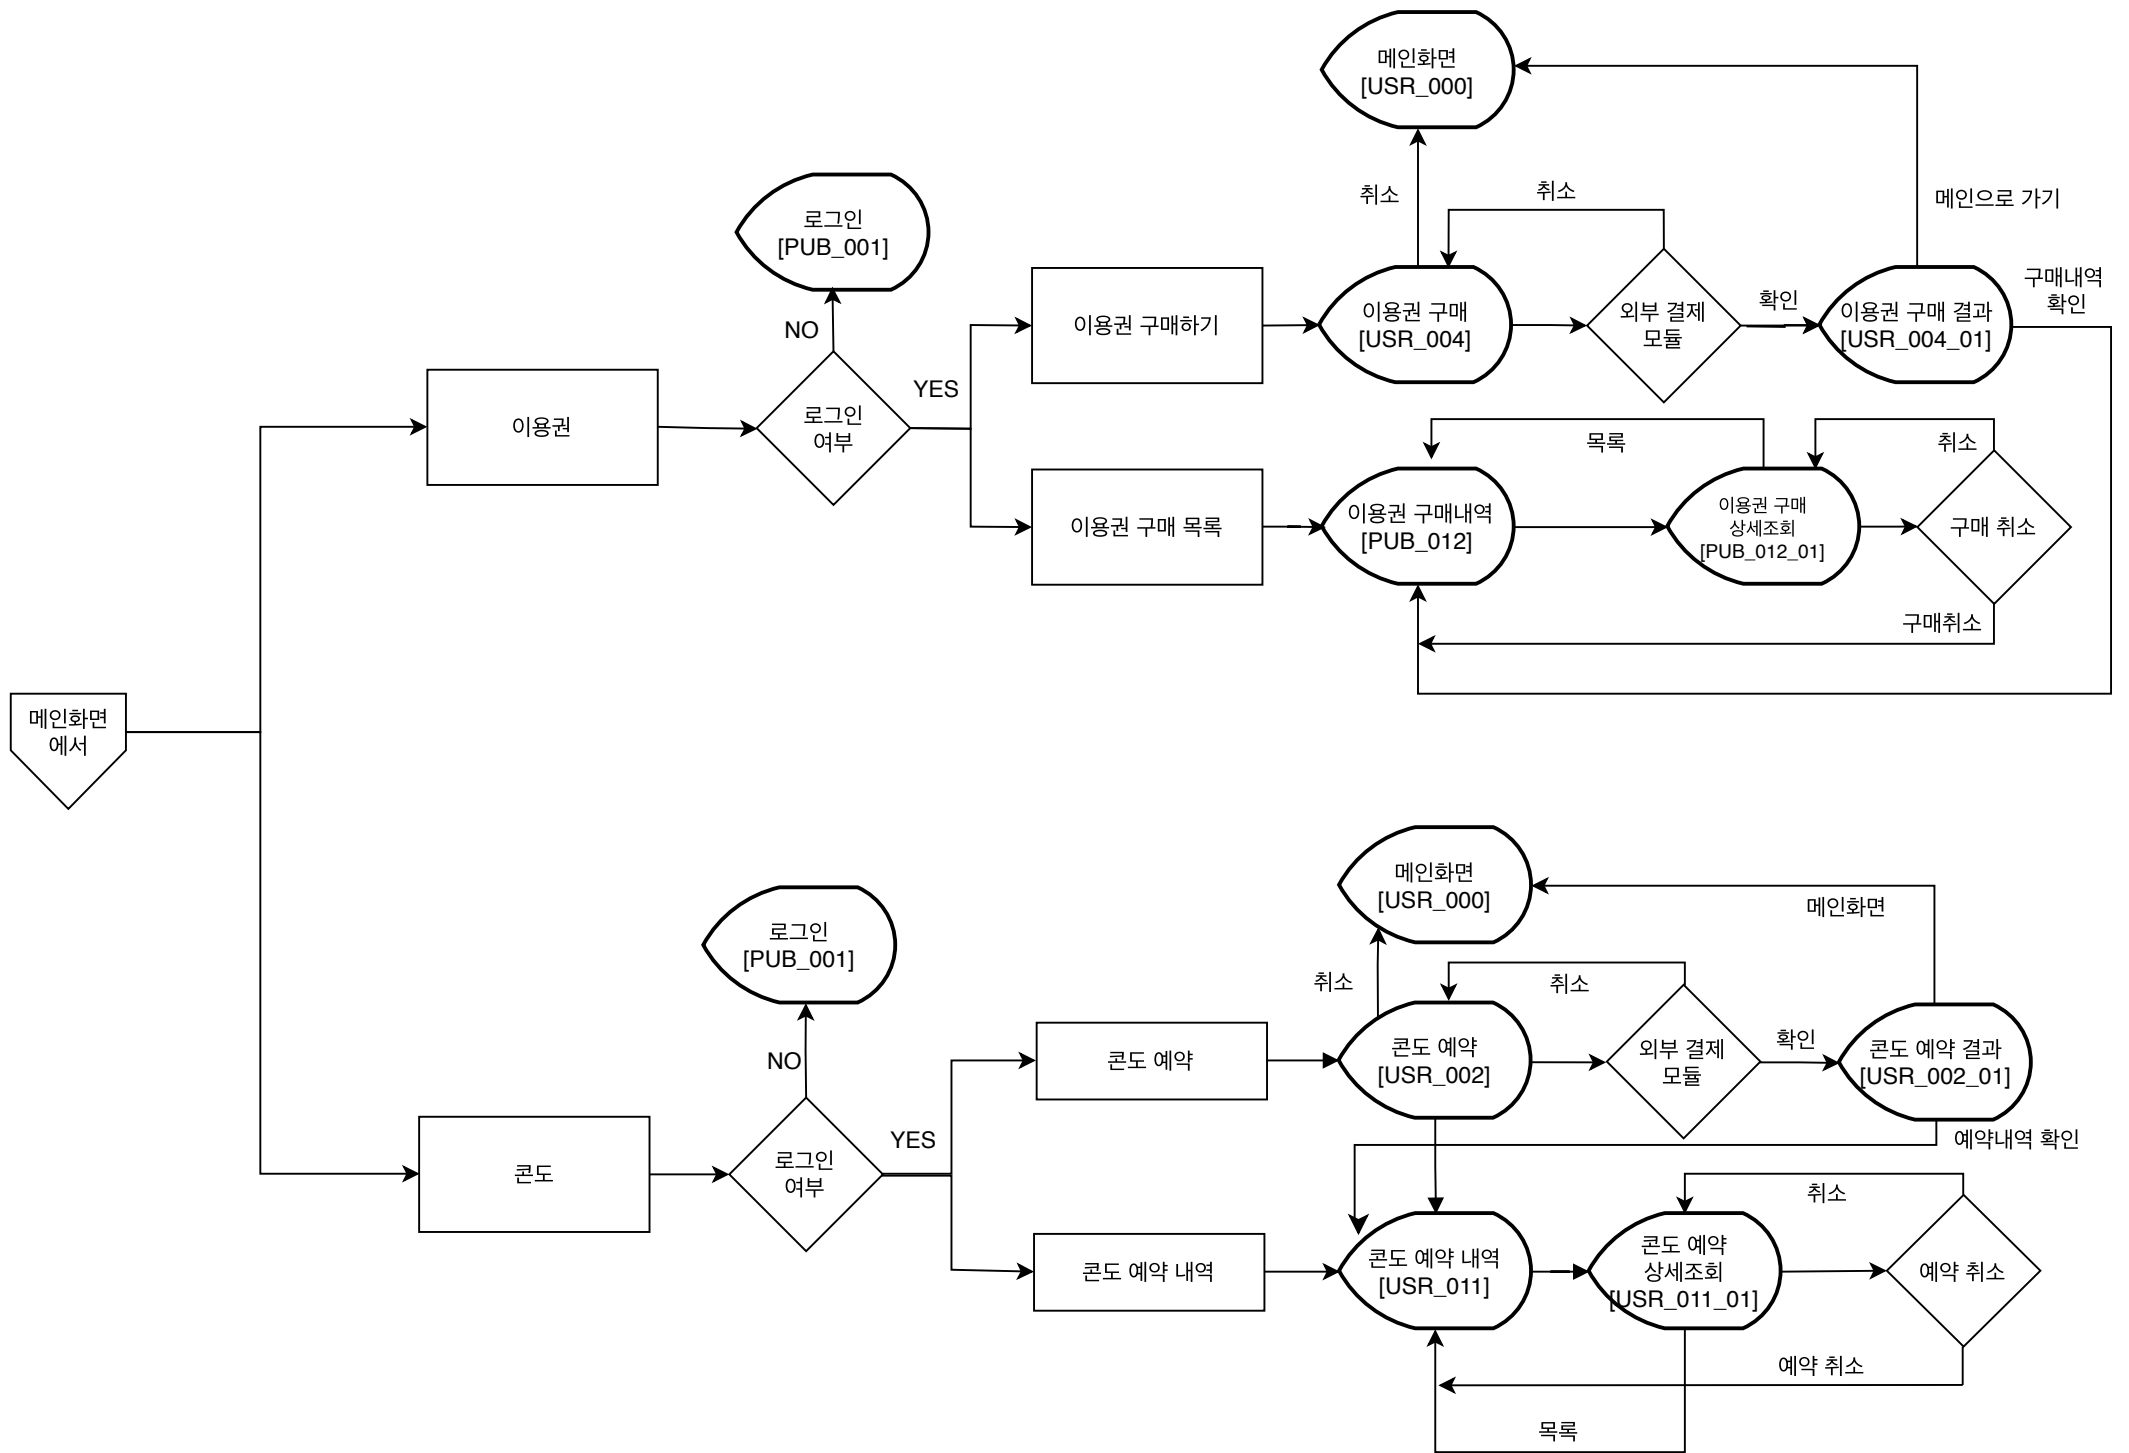 메인화면
[USR_000]
취소
취소
메인으로 가기
로그인
[PUB_001]
NO
YES
이용권 구매하기
이용권 구매
[USR_004]
외부 결제
모듈
확인
이용권 구매 결과
[USR_004_01]
구매내역
확인
이용권
로그인
여부
목록
취소
이용권 구매 목록
이용권 구매내역
[PUB_012]
이용권 구매
상세조회
[PUB_012_01]
구매 취소
구매취소
메인화면
에서
메인화면
[USR_000]
메인화면
로그인
[PUB_001]
취소
취소
NO
YES
콘도 예약
콘도 예약
[USR_002]
외부 결제
모듈
확인
콘도 예약 결과
[USR_002_01]
예약내역 확인
콘도
로그인
여부
취소
콘도 예약 내역
콘도 예약 내역
[USR_011]
콘도 예약
상세조회
[USR_011_01]
예약 취소
예약 취소
목록